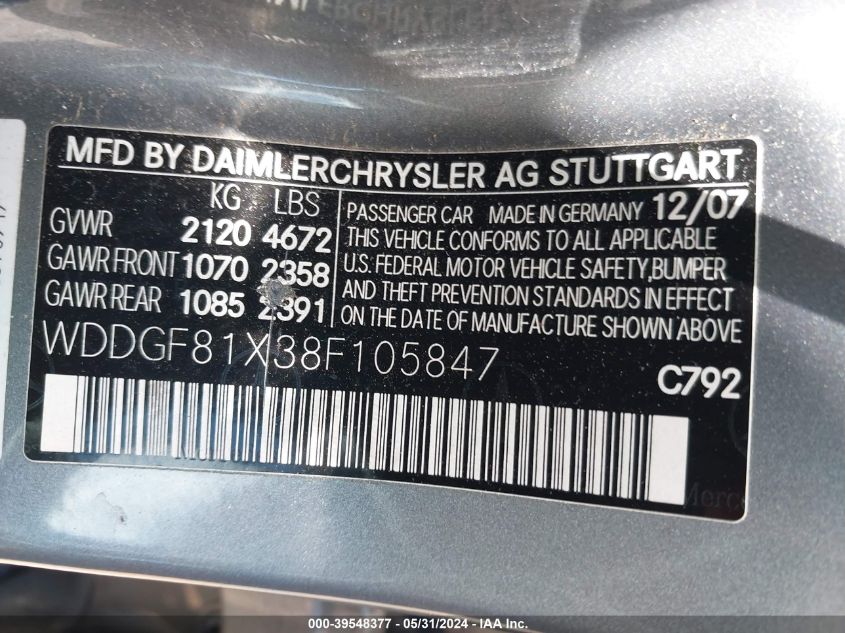 MFD BY DAIMLERCHRYSLER AG STUTTGART
KG LBS
GVWR 2120 4672
GAWR FRONT 1070 2358
GAWR REAR 1085 2391
PASSENGER CAR MADE IN GERMANY 12/07
THIS VEHICLE CONFORMS TO ALL APPLICABLE
U.S. FEDERAL MOTOR VEHICLE SAFETY,BUMPER
AND THEFT PREVENTION STANDARDS IN EFFECT
ON THE DATE OF MANUFACTURE SHOWN ABOVE
WDDGF81X38F105847
C792
000-39548377 - 05/31/2024 - IAA Inc.